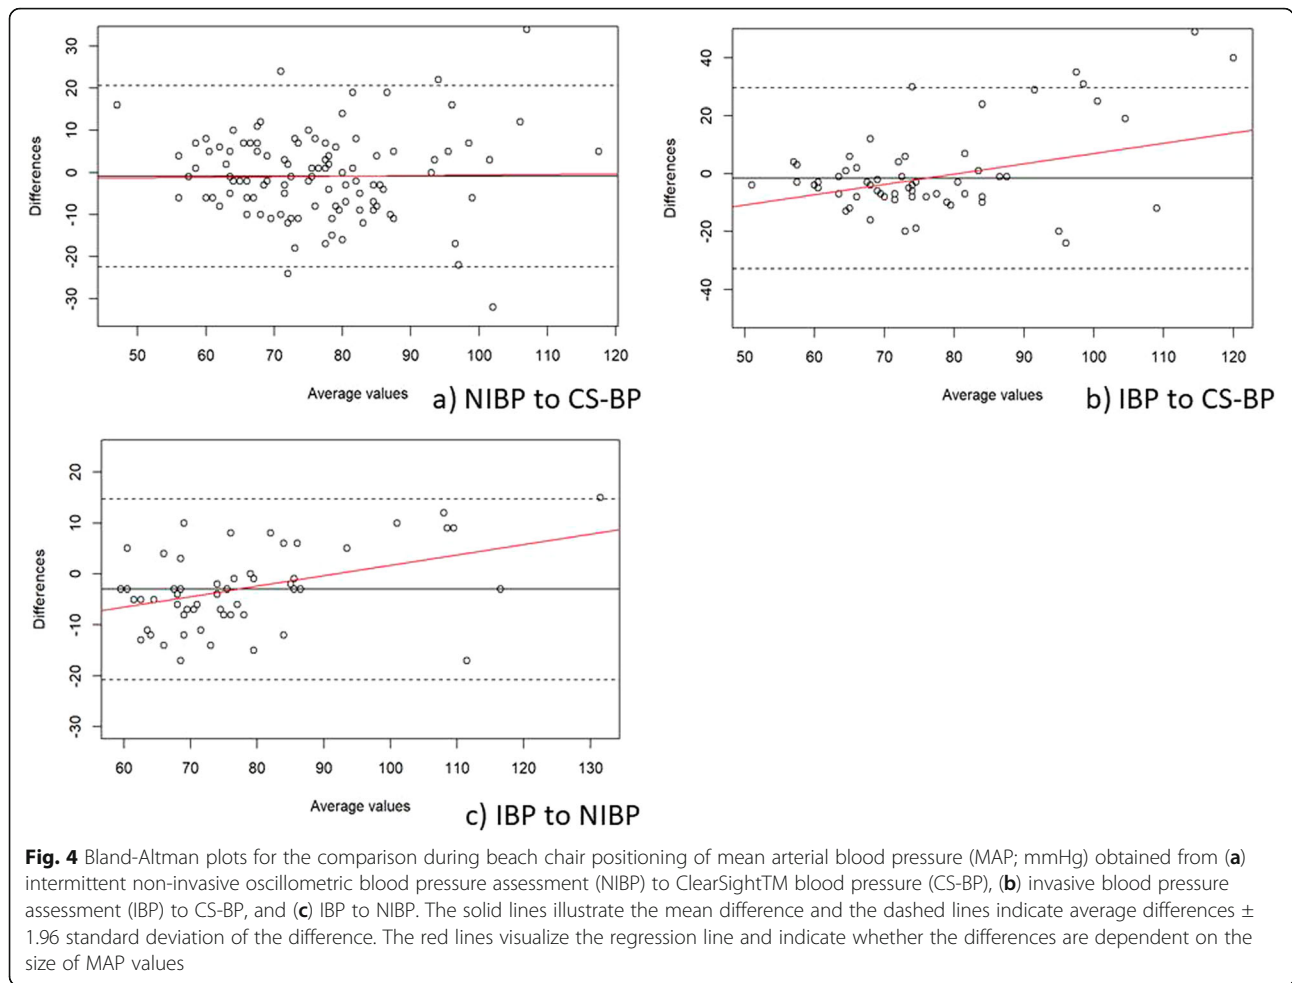 30
20
10
0
-10
-20
-30
Differences
50 60 70 80 90 100 110 120
Average values
a) NIBP to CS-BP
40
20
0
-20
-40
Differences
50 60 70 80 90 100 110 120
Average values
b) IBP to CS-BP
20
10
0
-10
-20
-30
Differences
60 70 80 90 100 110 120 130
Average values
c) IBP to NIBP
Fig. 4 Bland-Altman plots for the comparison during beach chair positioning of mean arterial blood pressure (MAP; mmHg) obtained from (a)
intermittent non-invasive oscillometric blood pressure assessment (NIBP) to ClearSightTM blood pressure (CS-BP), (b) invasive blood pressure
assessment (IBP) to CS-BP, and (c) IBP to NIBP. The solid lines illustrate the mean difference and the dashed lines indicate average differences ±
1.96 standard deviation of the difference. The red lines visualize the regression line and indicate whether the differences are dependent on the
size of MAP values